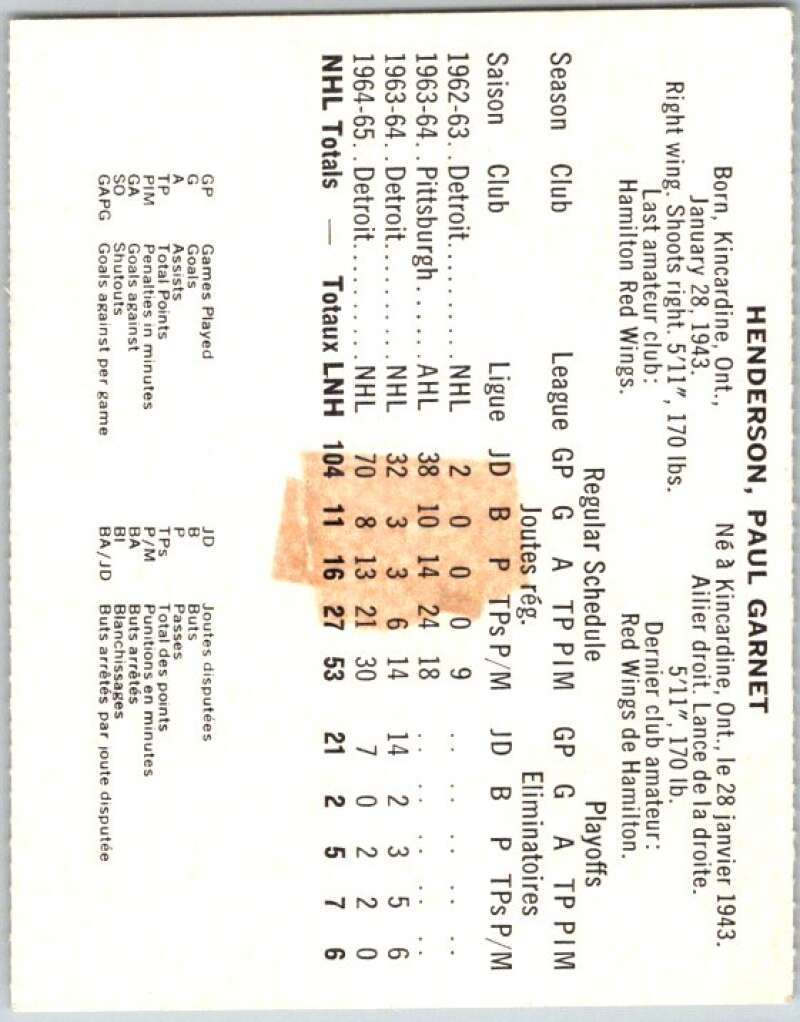 HENDERSON, PAUL GARNET
Born, Kincardine, Ont.,
January 28, 1943.
Right wing. Shoots right. 5'11", 170 lbs.
Last amateur club:
Hamilton Red Wings.
Né à Kincardine, Ont., le 28 janvier 1943.
Ailier droit. Lance de la droite.
5'11", 170 lb.
Dernier club amateur:
Red Wings de Hamilton.
Regular Schedule Playoffs
Season Club League GP G A TP PIM GP G A TP PIM
Joutes rég. Eliminatoires
Saison Club Ligue JD B P TPs P/M JD B P TPs P/M
1962-63. . Detroit. . . . . . . . . NHL 2 0 0 0 9 . . . . . . . . . .
1963-64. . Pittsburgh. . . . . . AHL 38 10 14 24 18 . . . . . . . . . .
1963-64. . Detroit. . . . . . . . . NHL 32 3 3 6 14 14 2 3 5 6
1964-65. . Detroit. . . . . . . . . NHL 70 8 13 21 30 7 0 2 2 0
NHL Totals — Totaux LNH 104 11 16 27 53 21 2 5 7 6
GP Games Played JD Joutes disputées
G Goals B Buts
A Assists P Passes
TP Total Points TPs Total des points
PIM Penalties in minutes P/M Punitions en minutes
GA Goals against BA Buts arrêtés
SO Shutouts BI Blanchissages
GAPG Goals against per game BA/JD Buts arrêtés par joute disputée